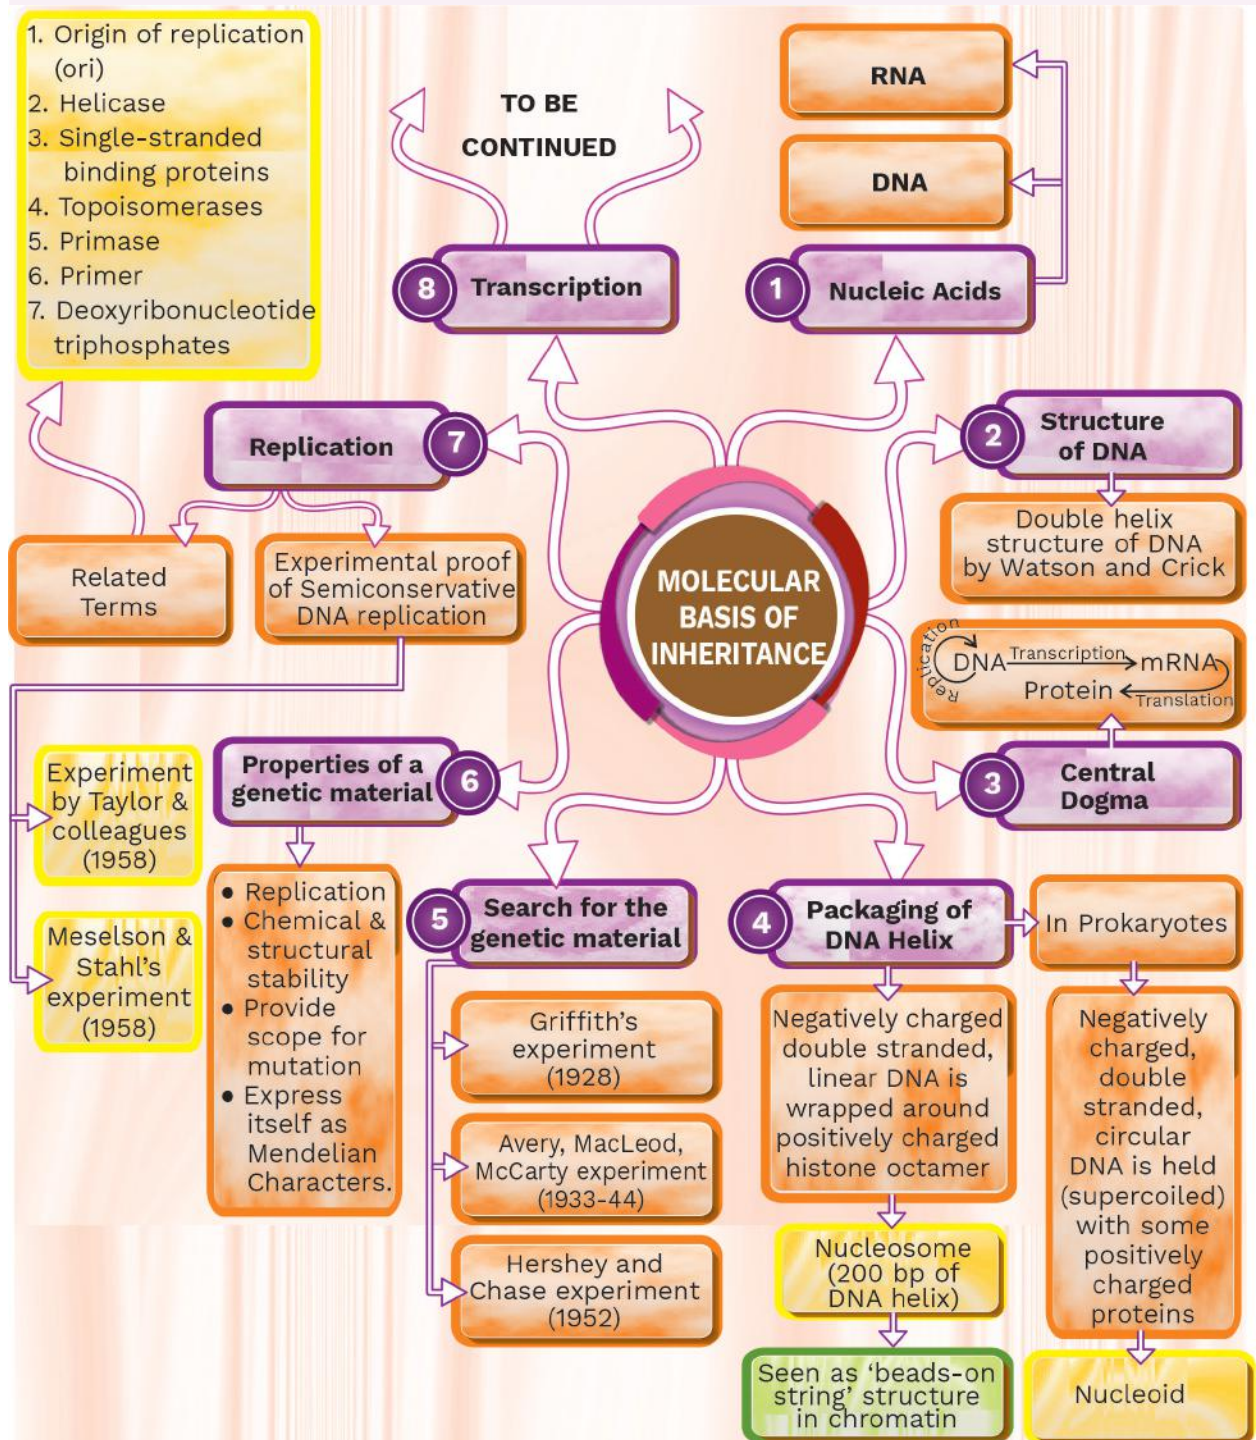 1. Origin of replication
(ori)
2. Helicase
3. Single-stranded
binding proteins
4. Topoisomerases
5. Primase
6. Primer
7. Deoxyribonucleotide
triphosphates
TO BE
CONTINUED
RNA
DNA
8 Transcription
1 Nucleic Acids
Replication 7
2 Structure
of DNA
Double helix
structure of DNA
by Watson and Crick
Related
Terms
Experimental proof
of Semiconservative
DNA replication
MOLECULAR
BASIS OF
INHERITANCE
Replication
DNA Transcription mRNA
Protein Translation
3 Central
Dogma
Properties of a
genetic material 6
Experiment
by Taylor &
colleagues
(1958)
Meselson &
Stahl's
experiment
(1958)
• Replication
• Chemical &
structural
stability
• Provide
scope for
mutation
• Express
itself as
Mendelian
Characters.
5 Search for the
genetic material
Griffith's
experiment
(1928)
Avery, MacLeod,
McCarty experiment
(1933-44)
Hershey and
Chase experiment
(1952)
4 Packaging of
DNA Helix
In Prokaryotes
Negatively charged
double stranded,
linear DNA is
wrapped around
positively charged
histone octamer
Nucleosome
(200 bp of
DNA helix)
Seen as ‘beads-on
string’ structure
in chromatin
Negatively
charged,
double
stranded,
circular
DNA is held
(supercoiled)
with some
positively
charged
proteins
Nucleoid